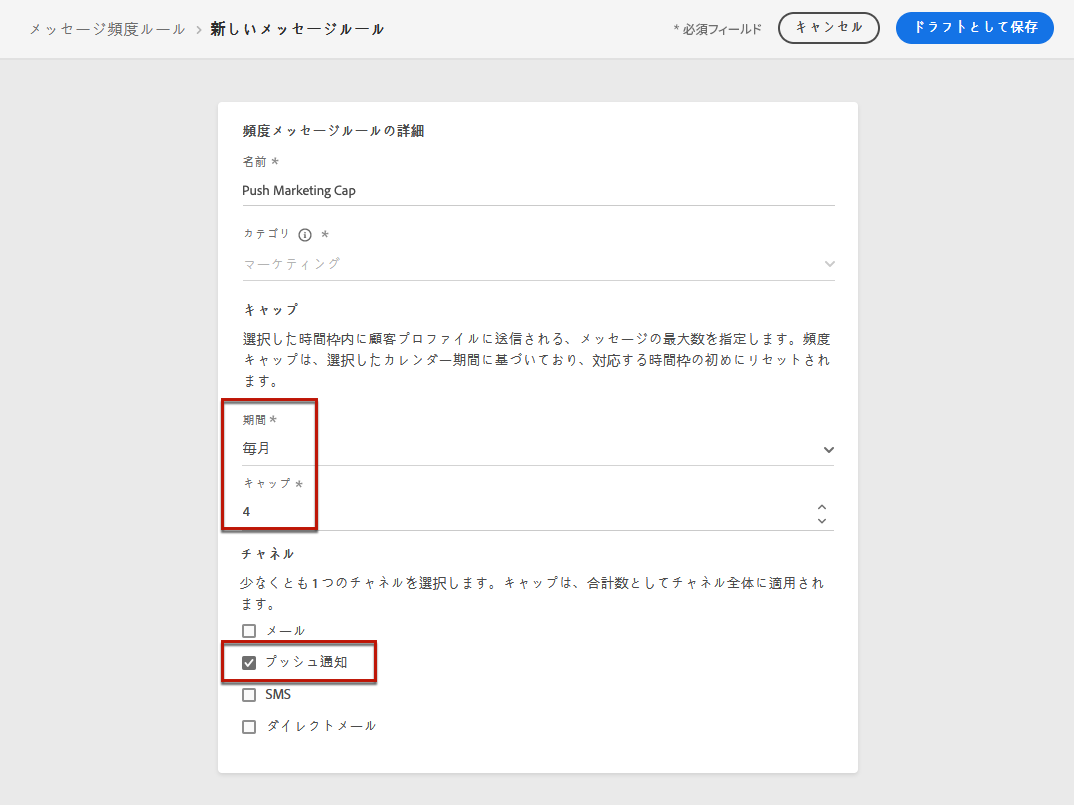 メッセージ頻度ルール > 新しいメッセージルール
* 必須フィールド
キャンセル
ドラフトとして保存
頻度メッセージルールの詳細
名前 *
Push Marketing Cap
カテゴリ *
マーケティング
キャップ
選択した時間枠内に顧客プロファイルに送信される、メッセージの最大数を指定します。頻度
キャップは、選択したカレンダー期間に基づいており、対応する時間枠の初めにリセットされ
ます。
期間 *
毎月
キャップ *
4
チャネル
少なくとも 1 つのチャネルを選択します。キャップは、合計数としてチャネル全体に適用され
ます。
メール
プッシュ通知
SMS
ダイレクトメール